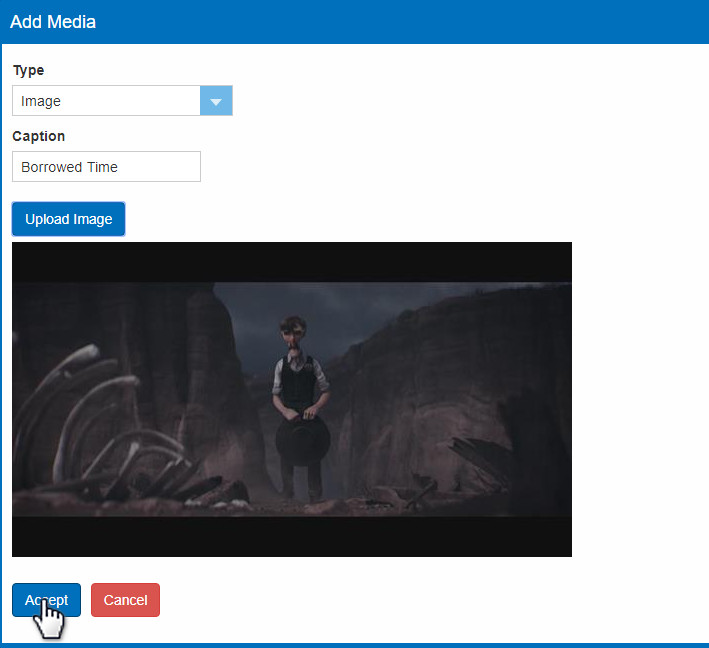 Add Media
Type
Image
Caption
Borrowed Time
Upload Image
Accept Cancel